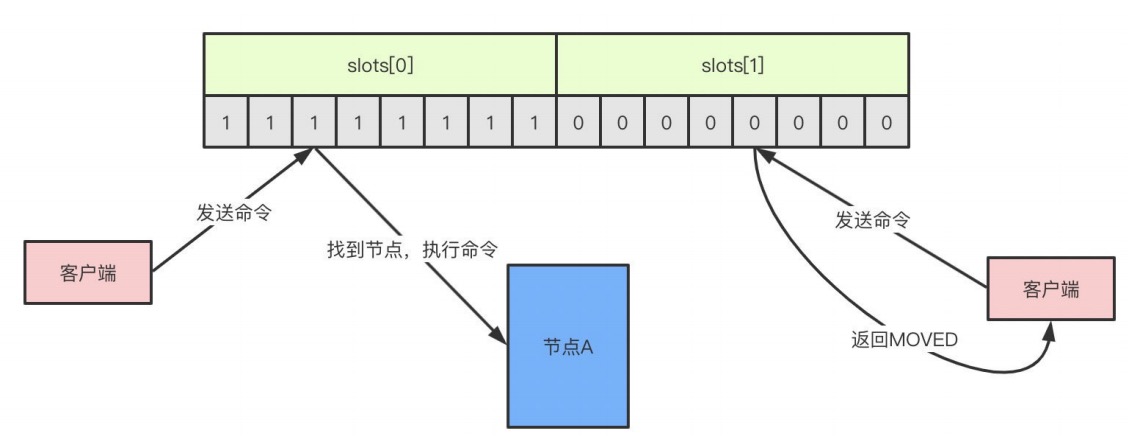 slots[0] slots[1]
1 1 1 1 1 1 1 1 0 0 0 0 0 0 0 0
发送命令
发送命令
找到节点，执行命令
客户端
客户端
节点A
返回MOVED